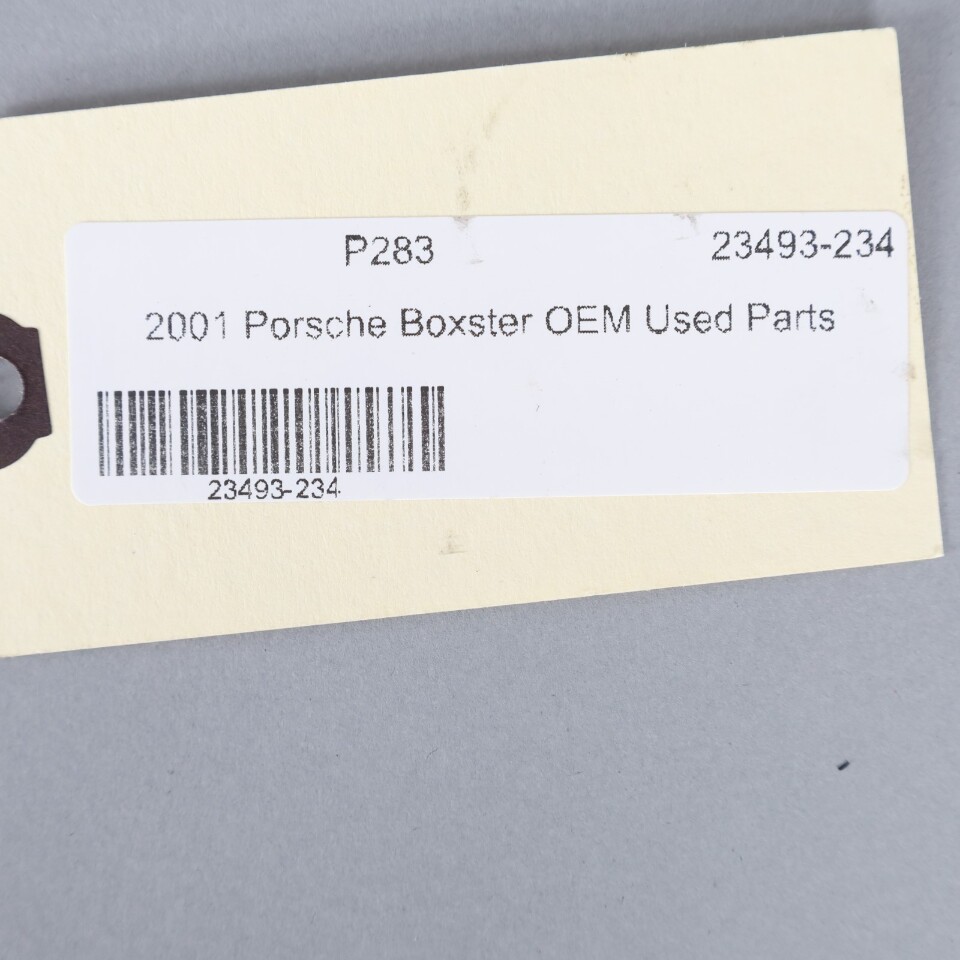 P283 23493-234
2001 Porsche Boxster OEM Used Parts
23493-234